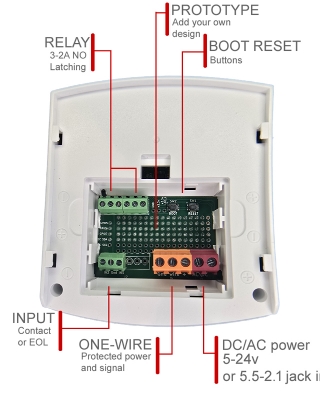 PROTOTYPE
Add your own
design
RELAY
3-2A NO
Latching
BOOT RESET
Buttons
INPUT
Contact
or EOL
ONE-WIRE
Protected power
and signal
DC/AC power
5-24v
or 5.5-2.1 jack i